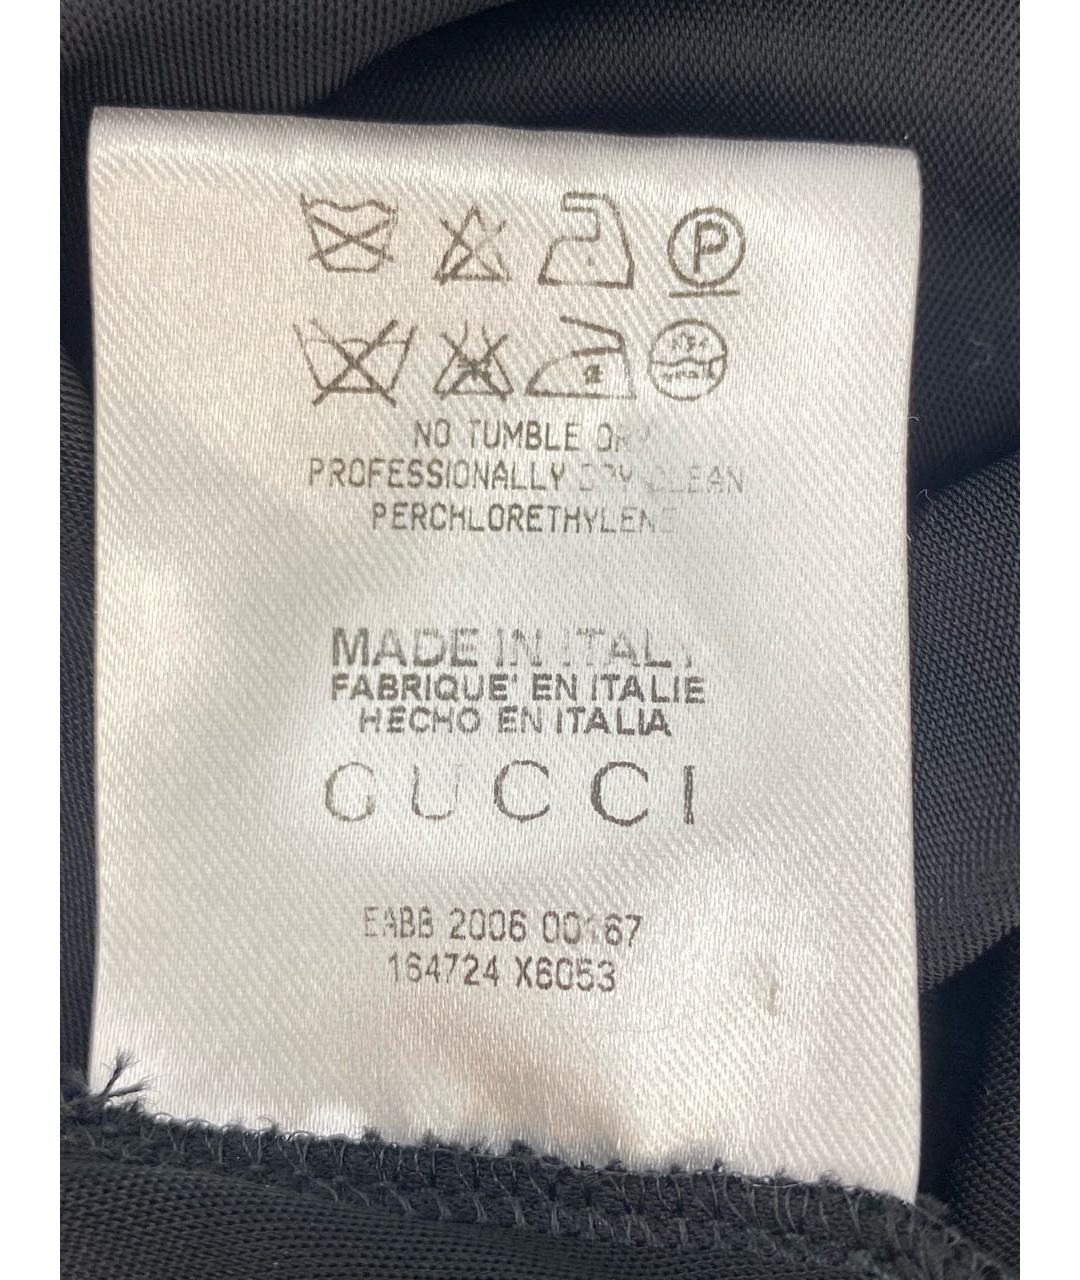 P
NO TUMBLE DRY
PROFESSIONALLY DRY CLEAN
PERCHLORETHYLENE
MADE IN ITALY
FABRIQUE' EN ITALIE
HECHO EN ITALIA
GUCCI
EABB 2006
164724 X6053